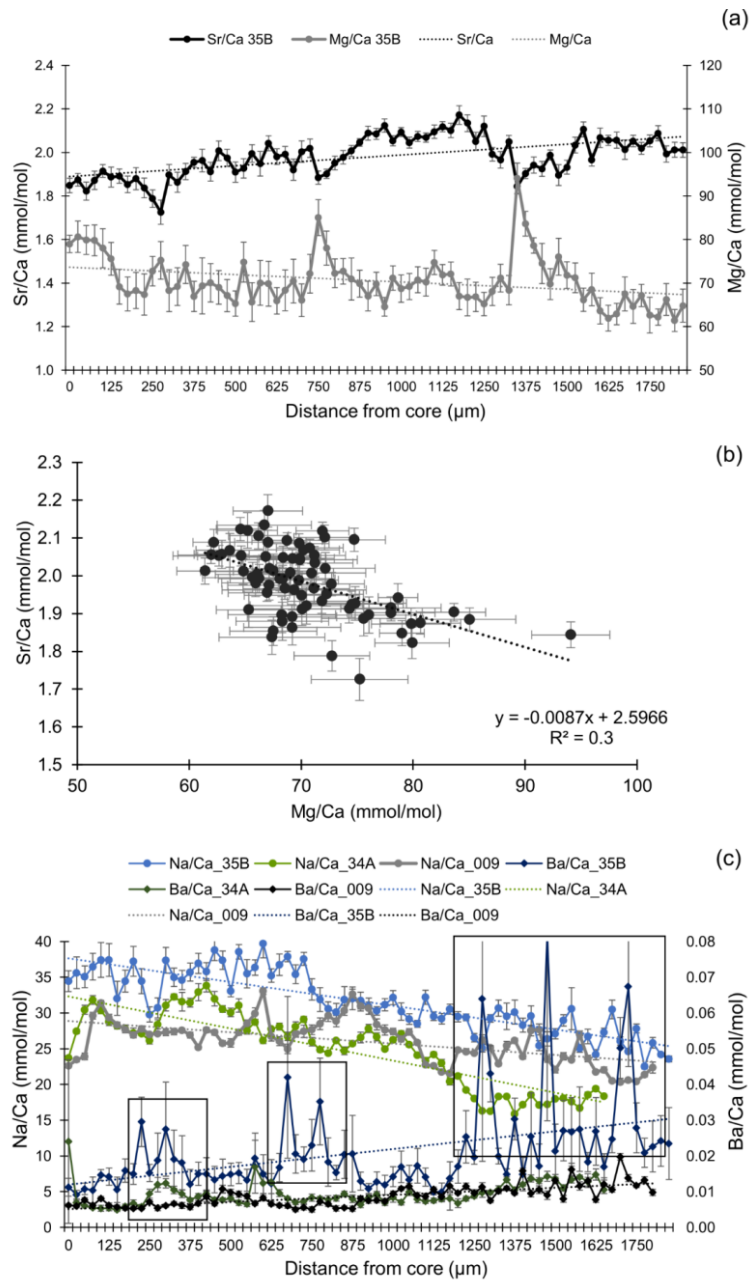 (a)
Sr/Ca 35B Mg/Ca 35B Sr/Ca Mg/Ca
2.4 120
2.2 110
100
2.0
90
1.8
80
1.6
70
1.4
1.2 60
1.0 50
Sr/Ca (mmol/mol)
Mg/Ca (mmol/mol)
0 125 250 375 500 625 750 875 1000 1125 1250 1375 1500 1625 1750
Distance from core (µm)
(b)
2.3
2.2
2.1
2.0
1.9
1.8
1.7
1.6
1.5
Sr/Ca (mmol/mol)
y = -0.0087x + 2.5966
R² = 0.3
50 60 70 80 90 100
Mg/Ca (mmol/mol)
(c)
Na/Ca_35B Na/Ca_34A Na/Ca_009 Ba/Ca_35B
Ba/Ca_34A Ba/Ca_009 Na/Ca_35B Na/Ca_34A
Na/Ca_009 Ba/Ca_35B Ba/Ca_009
40 0.08
35 0.07
30 0.06
25 0.05
20 0.04
15 0.03
10 0.02
5 0.01
0 0.00
Na/Ca (mmol/mol)
Ba/Ca (mmol/mol)
0 125 250 375 500 625 750 875 1000 1125 1250 1375 1500 1625 1750
Distance from core (µm)